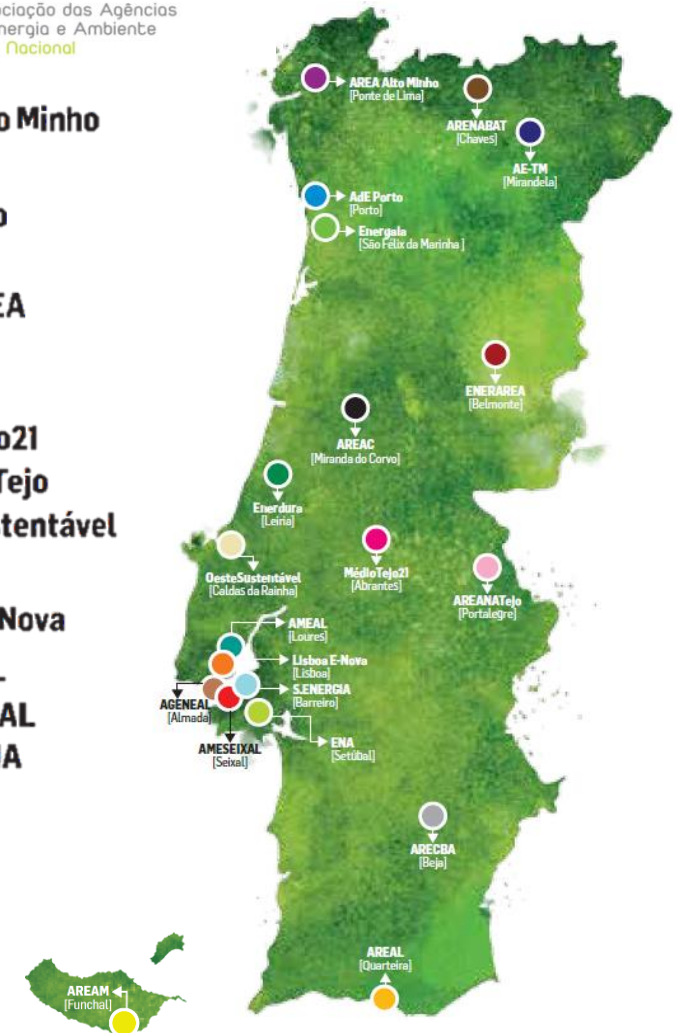 ociação das Agências
nergia e Ambiente
Nacional
o Minho
o
EA
o21
Tejo
stentável
Nova
AL
IA
AREA Alto Minho
[Ponte de Lima]
ARENABAT
[Chaves]
AE-TM
[Mirandela]
AdE Porto
[Porto]
Energaia
[São Félix da Marinha ]
ENERAREA
[Belmonte]
AREAC
[Miranda do Corvo]
Enerdura
[Leiria]
OesteSustentável
[Caldas da Rainha]
MédioTejo21
[Abrantes]
AREANATejo
[Portalegre]
AMEAL
[Loures]
Lisboa E-Nova
[Lisboa]
S.ENERGIA
[Barreiro]
AGENEAL
[Almada]
AMESEIXAL
[Seixal]
ENA
[Setúbal]
ARECBA
[Beja]
AREAL
[Quarteira]
AREAM
[Funchal]